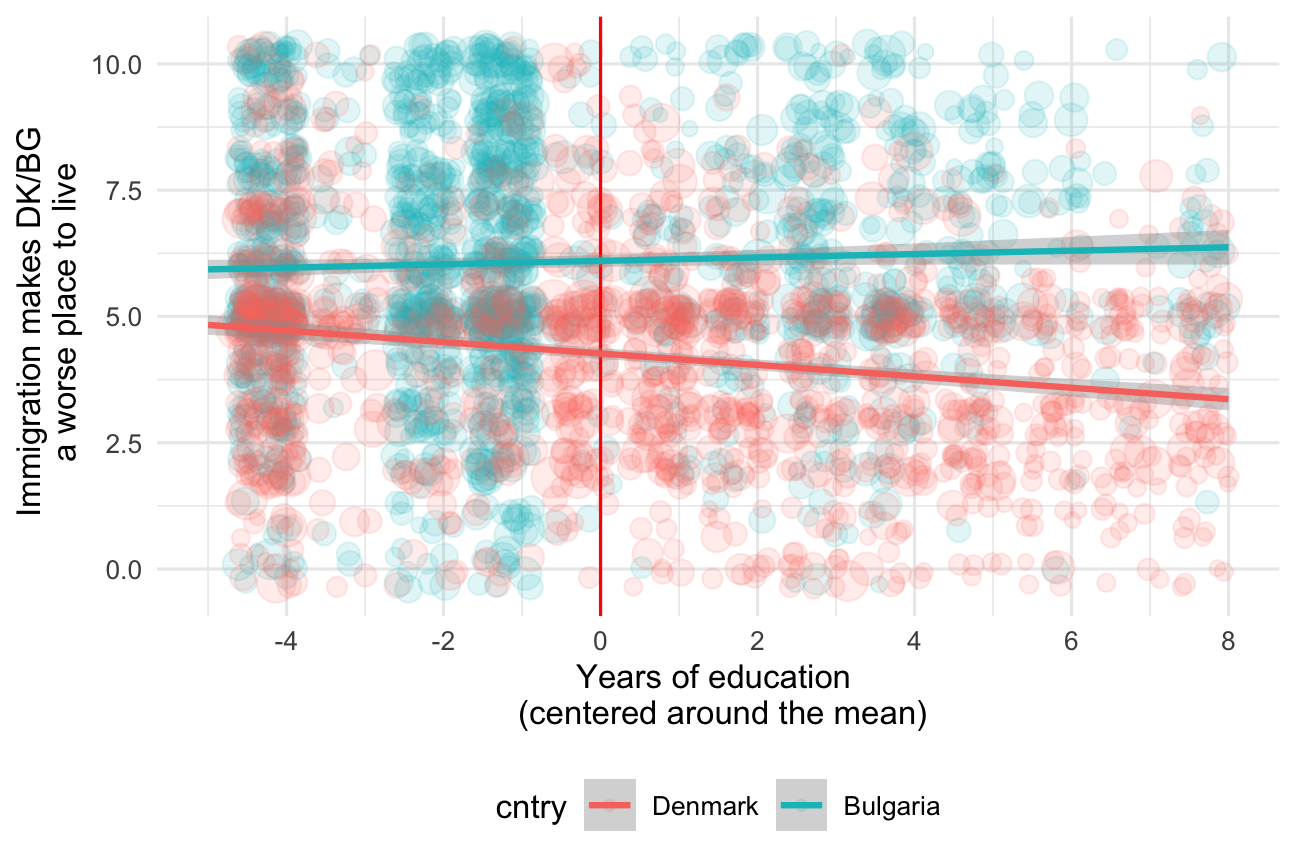 Immigration makes DK/BG
a worse place to live
10.0
7.5
5.0
2.5
0.0
-4 -2 0 2 4 6 8
Years of education
(centered around the mean)
cntry Denmark Bulgaria